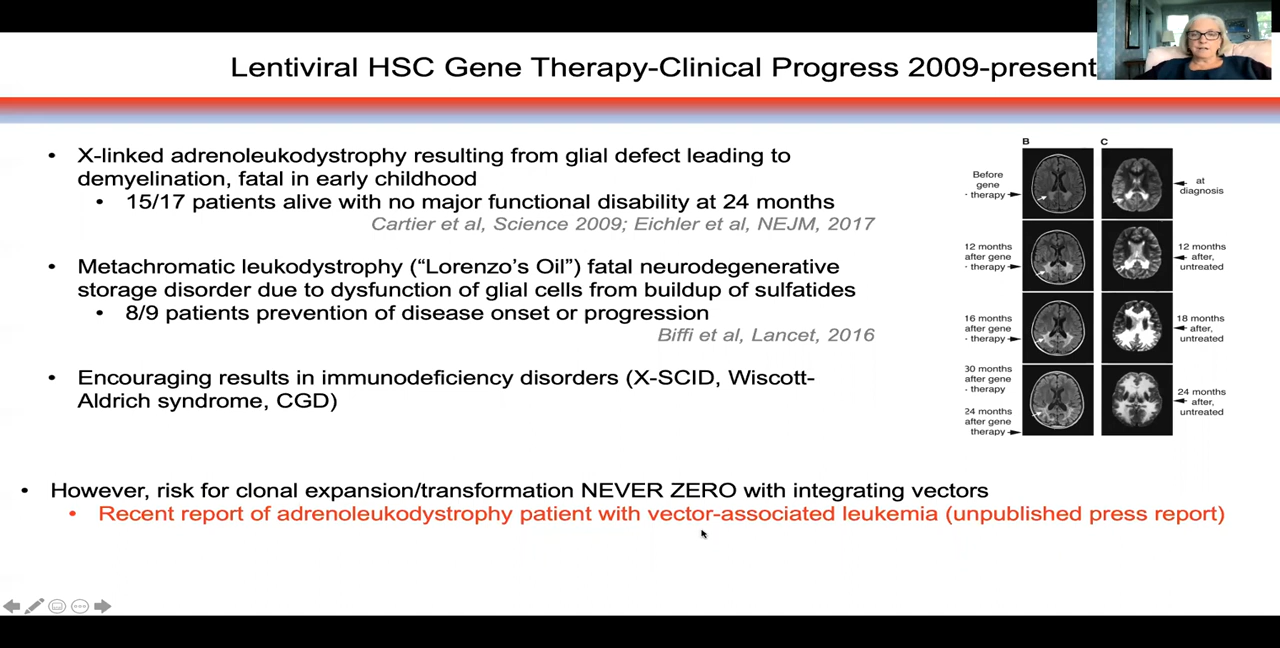 Lentiviral HSC Gene Therapy-Clinical Progress 2009-present
• X-linked adrenoleukodystrophy resulting from glial defect leading to
demyelination, fatal in early childhood
• 15/17 patients alive with no major functional disability at 24 months
Cartier et al, Science 2009; Eichler et al, NEJM, 2017
• Metachromatic leukodystrophy (“Lorenzo’s Oil”) fatal neurodegenerative
storage disorder due to dysfunction of glial cells from buildup of sulfatides
• 8/9 patients prevention of disease onset or progression
Biffi et al, Lancet, 2016
• Encouraging results in immunodeficiency disorders (X-SCID, Wiscott-
Aldrich syndrome, CGD)
B
Before
gene
therapy
12 months
after gene
therapy
16 months
after gene
therapy
30 months
after gene
therapy
24 months
after gene
therapy
C
at
diagnosis
12 months
after,
untreated
18 months
after,
untreated
24 months
after,
untreated
• However, risk for clonal expansion/transformation NEVER ZERO with integrating vectors
• Recent report of adrenoleukodystrophy patient with vector-associated leukemia (unpublished press report)